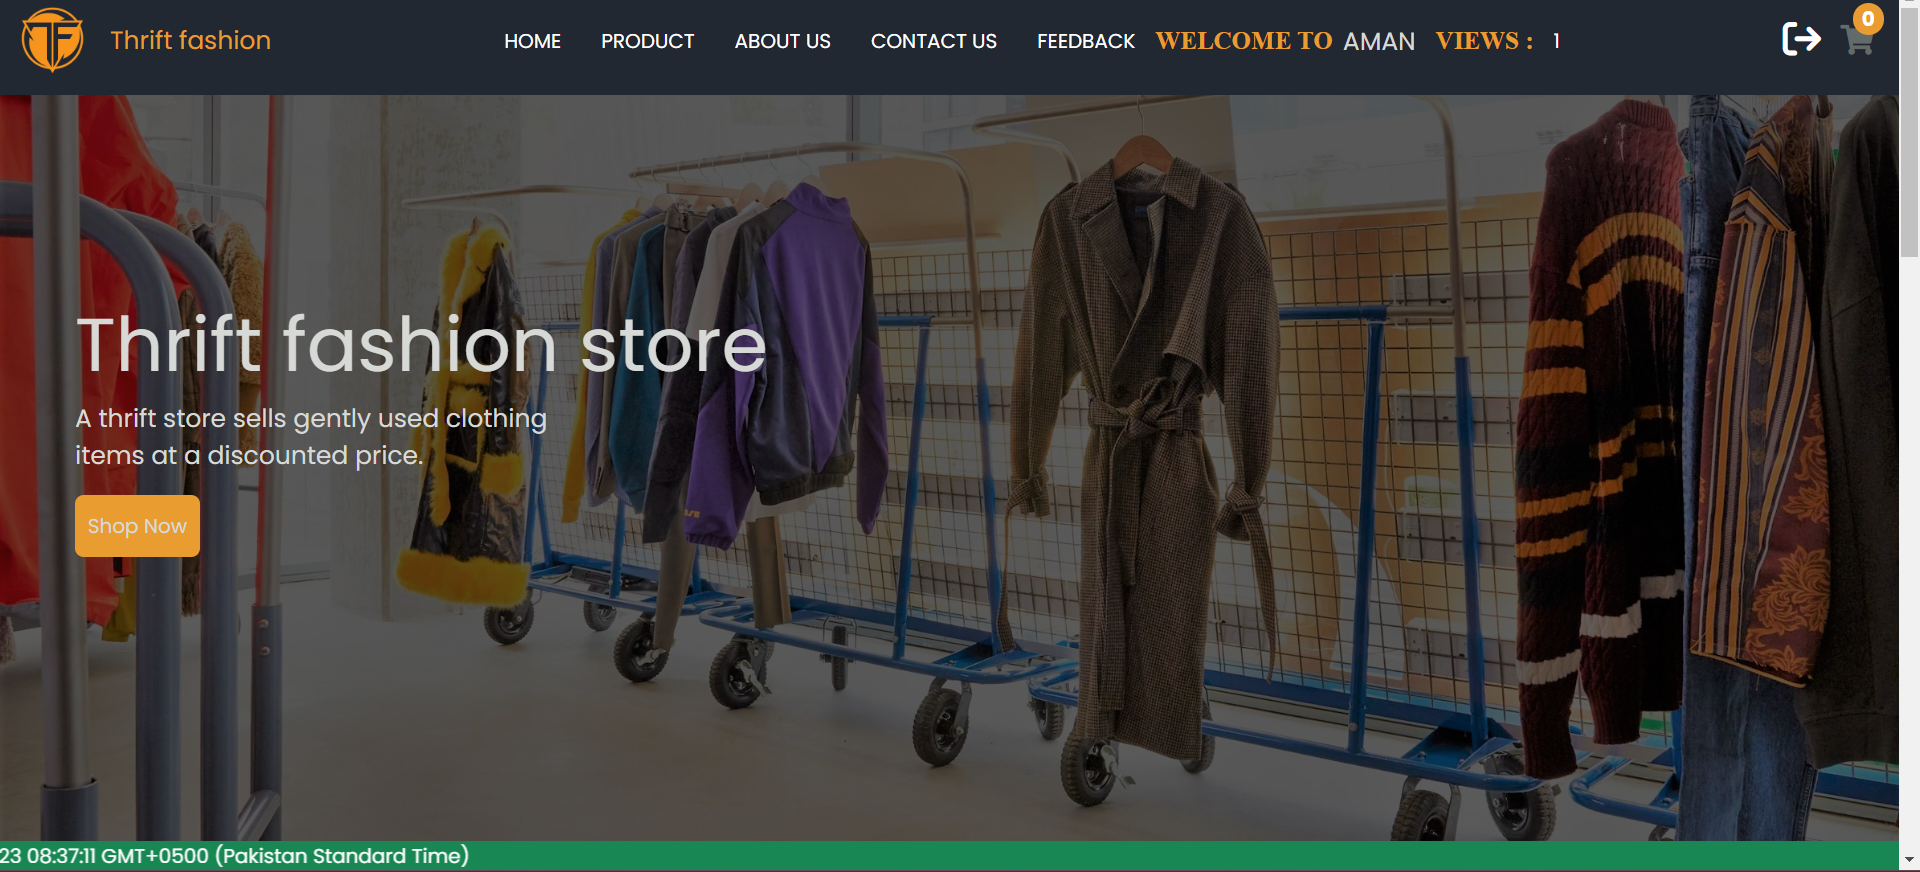 TF
Thrift fashion
HOME PRODUCT ABOUT US CONTACT US FEEDBACK WELCOME TO AMAN VIEWS : 1
0
Thrift fashion store
A thrift store sells gently used clothing
items at a discounted price.
Shop Now
23 08:37:11 GMT+0500 (Pakistan Standard Time)